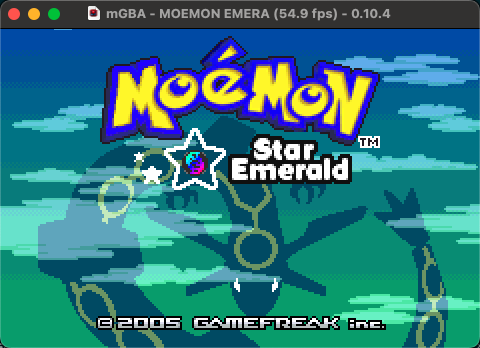 mGBA - MOEMON EMERA (54.9 fps) - 0.10.4
MOéMON
TM
Star
Emerald
©2005 GAMEFREAK inc.